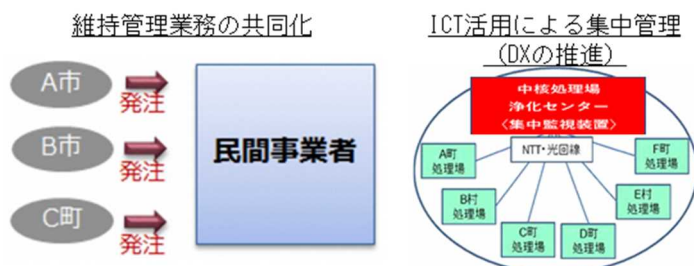 維持管理業務の共同化
A市
発注
B市
発注
C町
発注
民間事業者
ICT活用による集中管理
(DXの推進)
中核処理場
浄化センター
〈集中監視装置〉
NTT・光回線
A町
処理場
B村
処理場
C町
処理場
D町
処理場
E村
処理場
F町
処理場